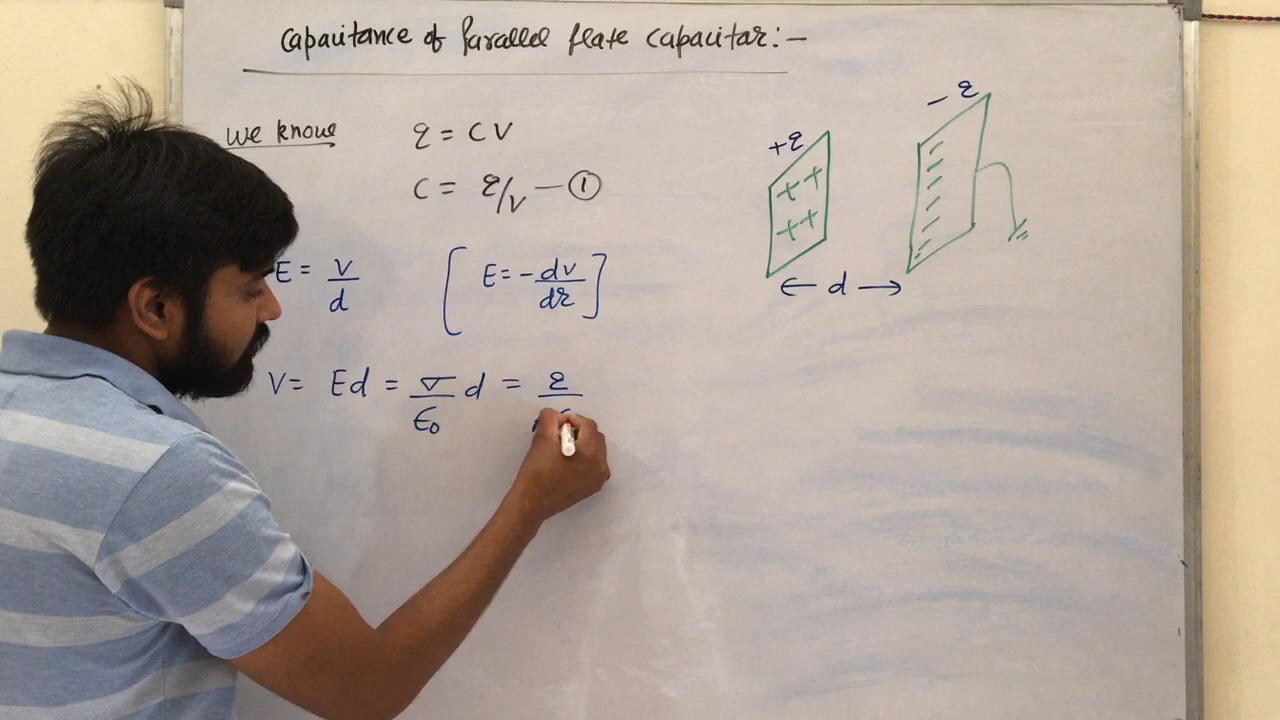 Capacitance of Parallel Plate Capacitor:-
We know
q = CV
C = q/V — ①
E = V/d [E = -dv/dr]
V = Ed = σ/ε₀ d = q/
+q
++
++
- q
← d →